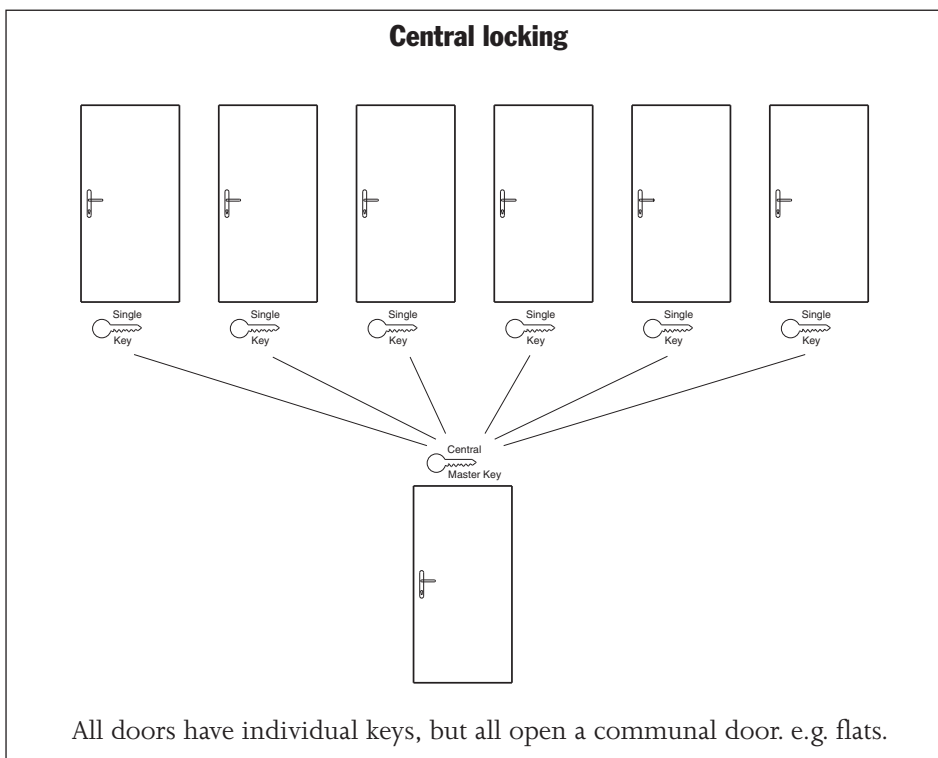 Central locking
Single Single Single Single Single Single
Key Key Key Key Key Key
Central
Master Key
All doors have individual keys, but all open a communal door. e.g. flats.